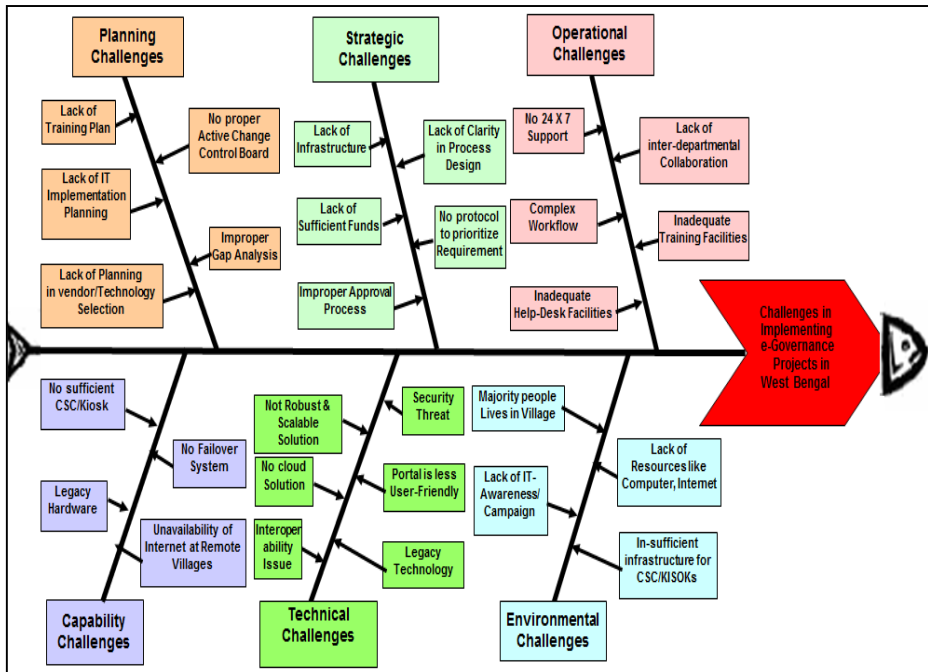 Planning
Challenges
Lack of
Training Plan
No proper
Active Change
Control Board
Lack of IT
Implementation
Planning
Improper
Gap Analysis
Lack of Planning
in vendor/Technology
Selection
Strategic
Challenges
Lack of
Infrastructure
Lack of Clarity
in Process
Design
Lack of
Sufficient Funds
No protocol
to prioritize
Requirement
Improper Approval
Process
Operational
Challenges
No 24 X 7
Support
Lack of
inter-departmental
Collaboration
Complex
Workflow
Inadequate
Training Facilities
Inadequate
Help-Desk Facilities
Challenges in
Implementing
e-Governance
Projects in
West Bengal
No sufficient
CSC/Kiosk
No Failover
System
Legacy
Hardware
Unavailability of
Internet at Remote
Villages
Capability
Challenges
Not Robust &
Scalable
Solution
Security
Threat
No cloud
Solution
Portal is less
User-Friendly
Interoper
ability
Issue
Legacy
Technology
Technical
Challenges
Majority people
Lives in Village
Lack of
Resources like
Computer, Internet
Lack of IT-
Awareness/
Campaign
In-sufficient
infrastructure for
CSC/KISOKs
Environmental
Challenges